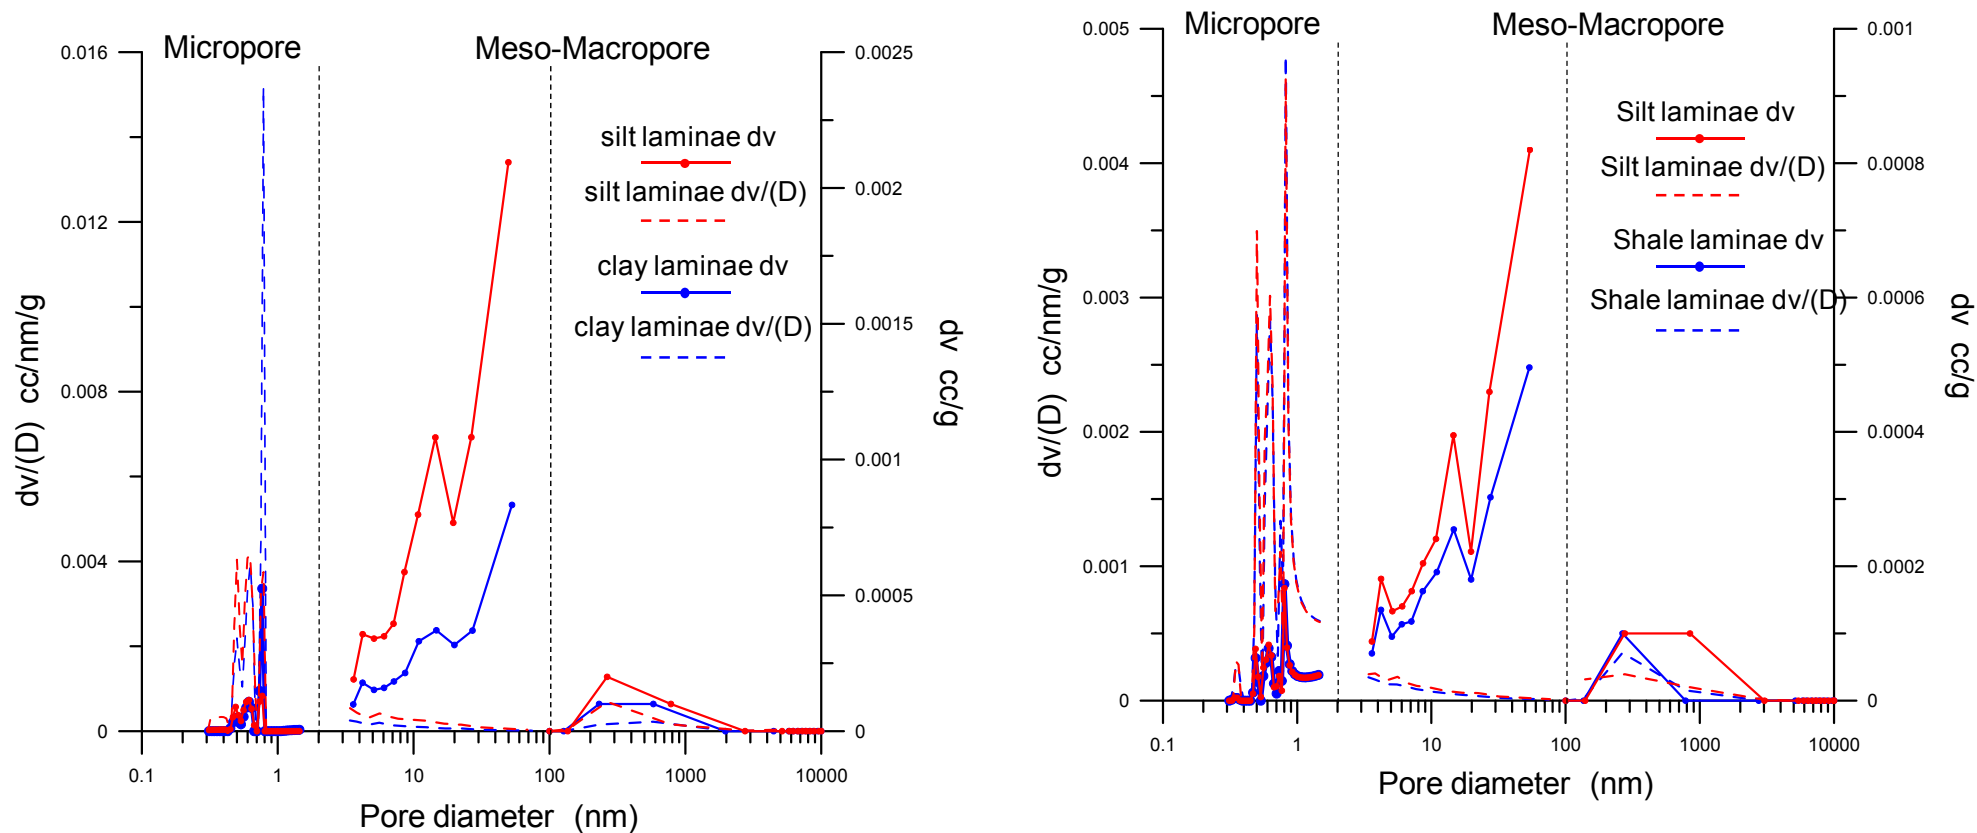 Micropore
Meso-Macropore
0.016
0.012
0.008
0.004
0
0.0025
0.002
0.0015
0.001
0.0005
0
silt laminae dv
silt laminae dv/(D)
clay laminae dv
clay laminae dv/(D)
dv/(D) cc/nm/g
dv cc/g
0.1
1
10
100
1000
10000
Pore diameter (nm)
Micropore
Meso-Macropore
0.005
0.004
0.003
0.002
0.001
0
0.001
0.0008
0.0006
0.0004
0.0002
0
Silt laminae dv
Silt laminae dv/(D)
Shale laminae dv
Shale laminae dv/(D)
dv/(D) cc/nm/g
dv cc/g
0.1
1
10
100
1000
10000
Pore diameter (nm)